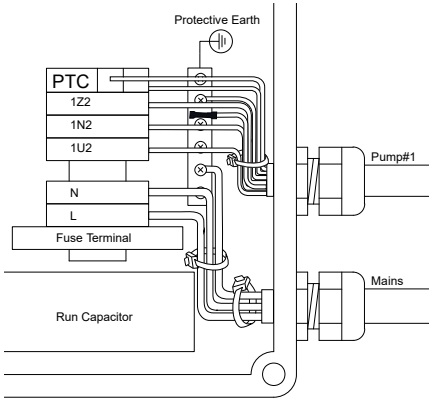 Protective Earth
PTC
1Z2
1N2
1U2
Pump#1
N
L
Fuse Terminal
Mains
Run Capacitor